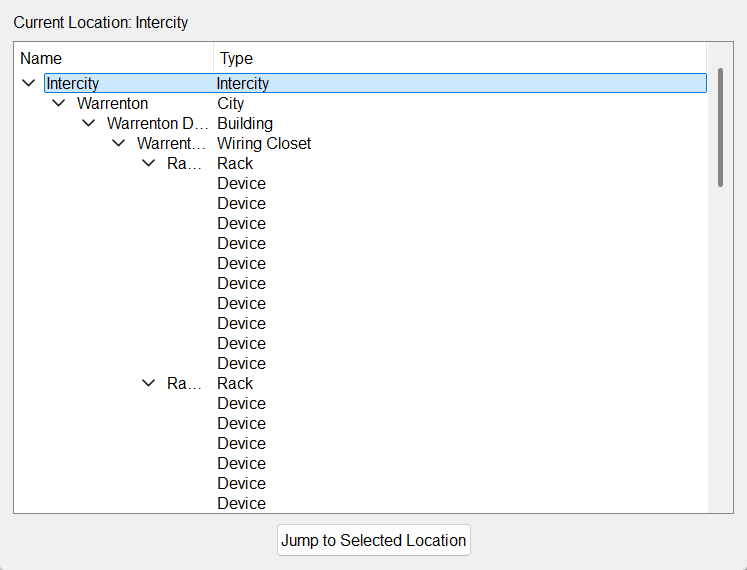 Current Location: Intercity
Name Type
Intercity Intercity
Warrenton City
Warrenton D... Building
Warrent... Wiring Closet
Ra... Rack
Device
Device
Device
Device
Device
Device
Device
Device
Device
Device
Ra... Rack
Device
Device
Device
Device
Device
Device
Jump to Selected Location